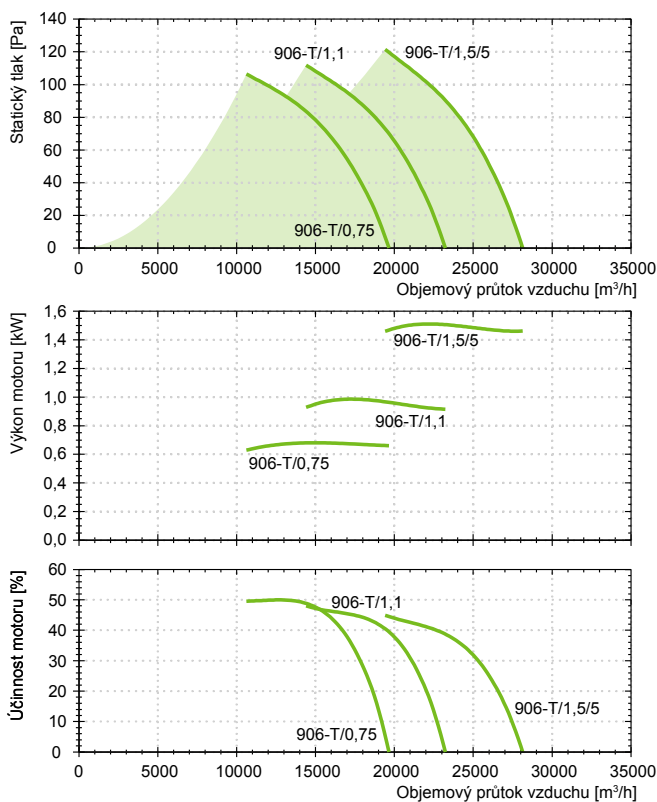 Statický tlak [Pa]
140
120
100
80
60
40
20
0
906-T/1,1
906-T/1,5/5
906-T/0,75
0 5000 10000 15000 20000 25000 30000 35000
Objemový průtok vzduchu [m³/h]
Výkon motoru [kW]
1,6
1,4
1,2
1,0
0,8
0,6
0,4
0,2
0,0
906-T/1,5/5
906-T/1,1
906-T/0,75
Účinnost motoru [%]
60
50
40
30
20
10
0
906-T/1,1
906-T/1,5/5
906-T/0,75
0 5000 10000 15000 20000 25000 30000 35000
Objemový průtok vzduchu [m³/h]